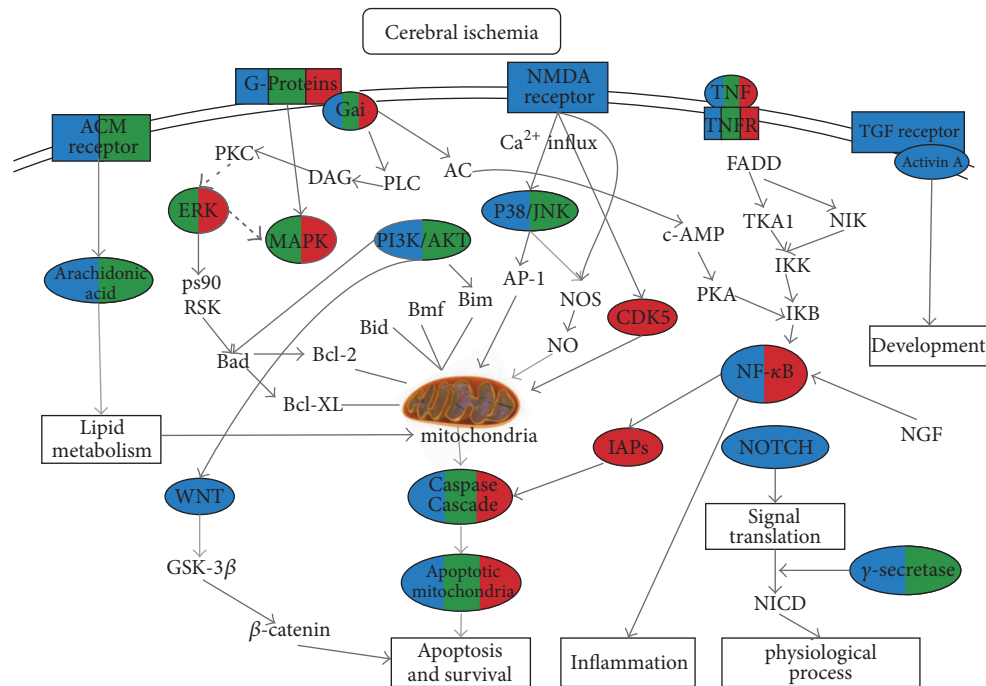 Cerebral ischemia
G-Proteins
Gai
NMDA
receptor
TNF
TNFR
ACM
receptor
TGF receptor
Activin A
Ca²⁺ influx
PKC
DAG
PLC
AC
FADD
ERK
MAPK
PI3K/AKT
P38/JNK
c-AMP
TKA1
NIK
Arachidonic
acid
ps90
RSK
Bim
AP-1
NOS
PKA
IKK
IKB
Bmf
Bid
CDK5
NO
Development
Bad
Bcl-2
NF-κB
Bcl-XL
Lipid
metabolism
mitochondria
IAPs
NOTCH
NGF
WNT
Caspase
Cascade
Signal
translation
GSK-3β
Apoptotic
mitochondria
γ-secretase
NICD
β-catenin
Apoptosis
and survival
Inflammation
physiological
process